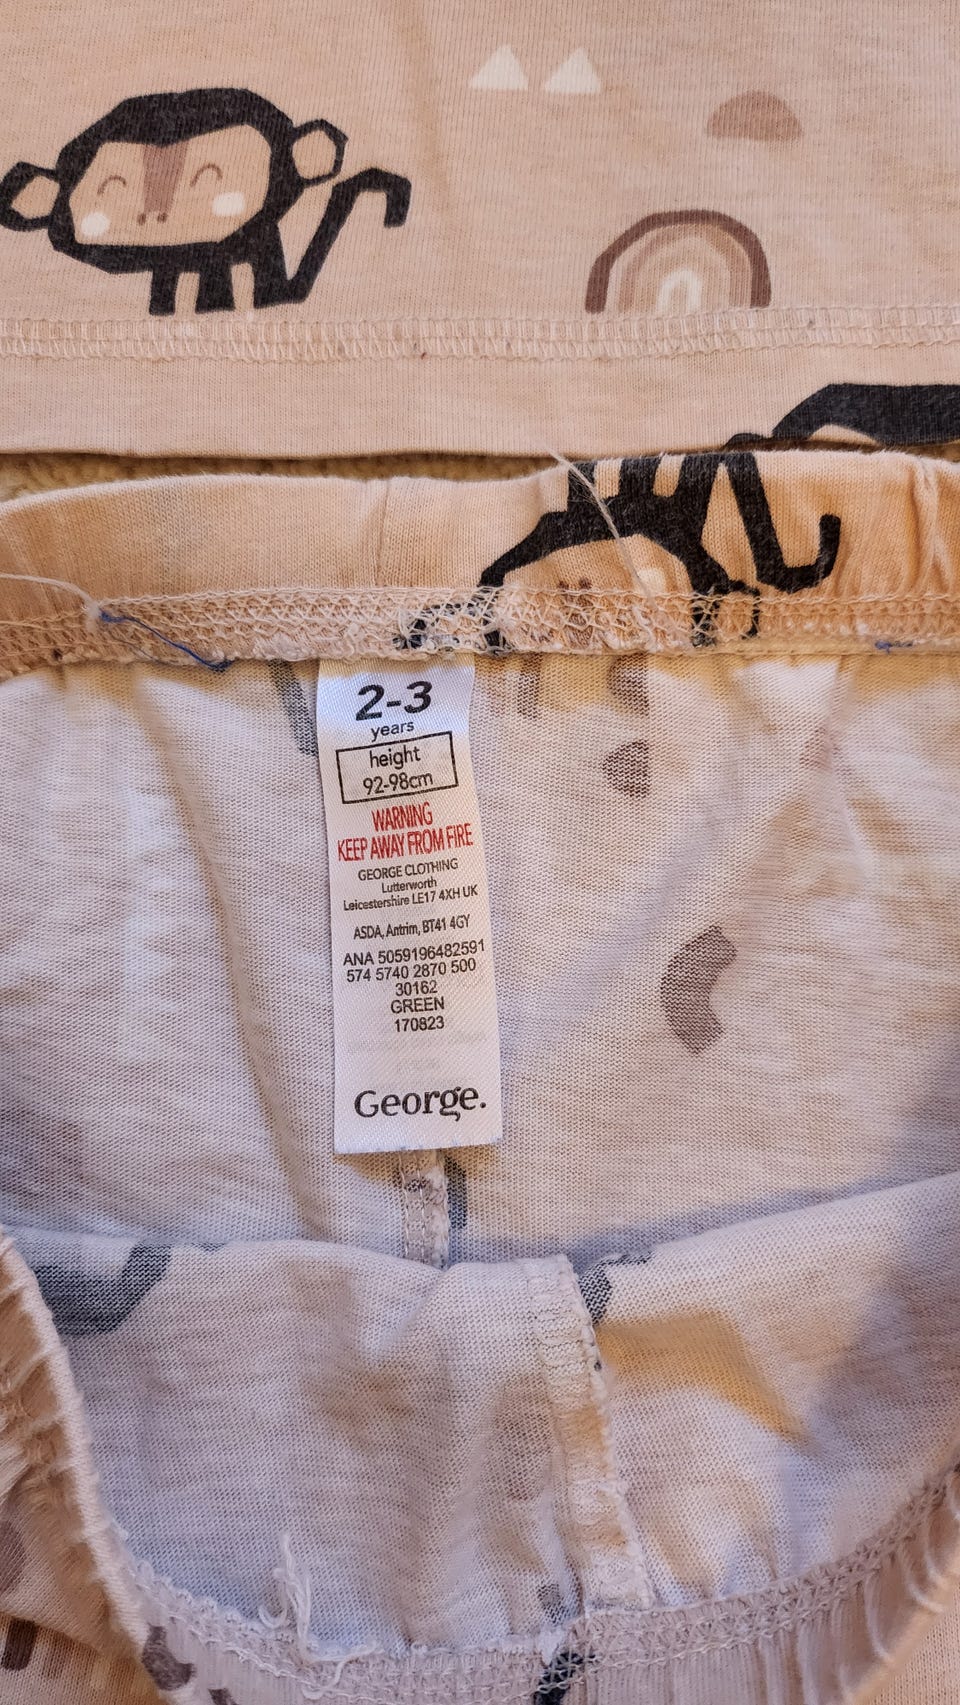 2-3
years
height
92-98cm
WARNING
KEEP AWAY FROM FIRE
GEORGE CLOTHING
Lutterworth
Leicestershire LE17 4XH UK
ASDA, Antrim, BT41 4GY
ANA 5059196482591
574 5740 2870 500
30162
GREEN
170823
George.